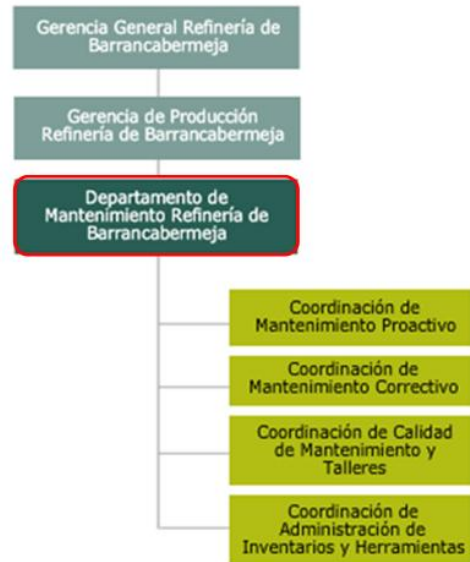 Gerencia General Refinería de
Barrancabermeja
Gerencia de Producción
Refinería de Barrancabermeja
Departamento de
Mantenimiento Refinería de
Barrancabermeja
Coordinación de
Mantenimiento Proactivo
Coordinación de
Mantenimiento Correctivo
Coordinación de Calidad
de Mantenimiento y
Talleres
Coordinación de
Administración de
Inventarios y Herramientas